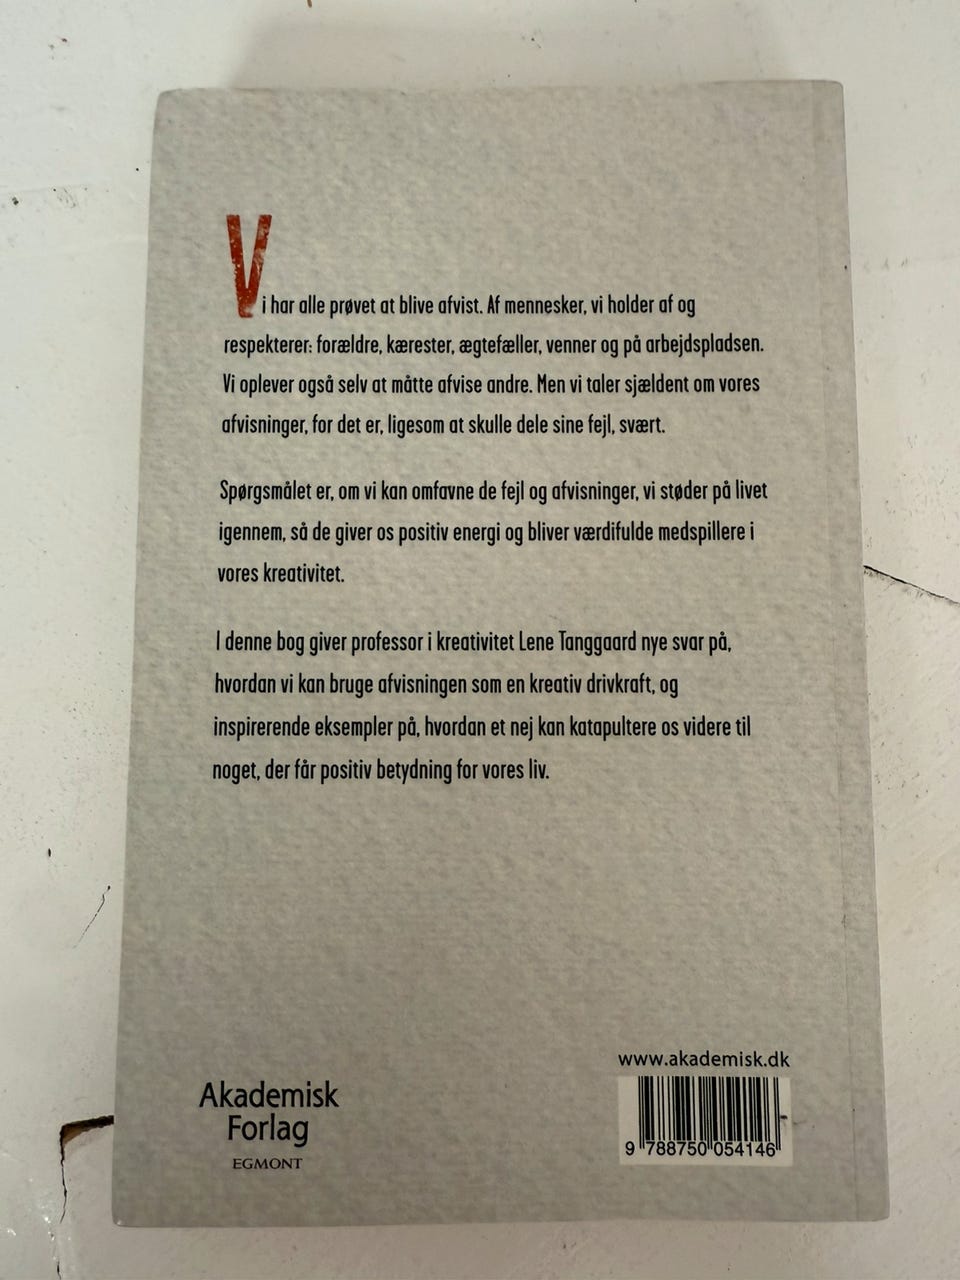 Vi har alle prøvet at blive afvist. Af mennesker, vi holder af og
respekterer: forældre, kærester, ægtefæller, venner og på arbejdspladsen.
Vi oplever også selv at måtte afvise andre. Men vi taler sjældent om vores
afvisninger, for det er, ligesom at skulle dele sine fejl, svært.
Spørgsmålet er, om vi kan omfavne de fejl og afvisninger, vi støder på livet
igennem, så de giver os positiv energi og bliver værdifulde medspillere i
vores kreativitet.
I denne bog giver professor i kreativitet Lene Tanggaard nye svar på,
hvordan vi kan bruge afvisningen som en kreativ drivkraft, og
inspirerende eksempler på, hvordan et nej kan katapultere os videre til
noget, der får positiv betydning for vores liv.
Akademisk
Forlag
EGMONT
www.akademisk.dk
9 788750 054146